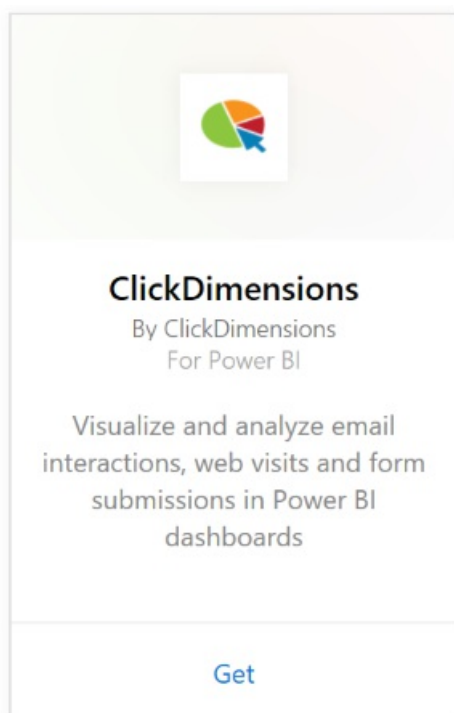 ClickDimensions
By ClickDimensions
For Power BI
Visualize and analyze email
interactions, web visits and form
submissions in Power BI
dashboards
Get